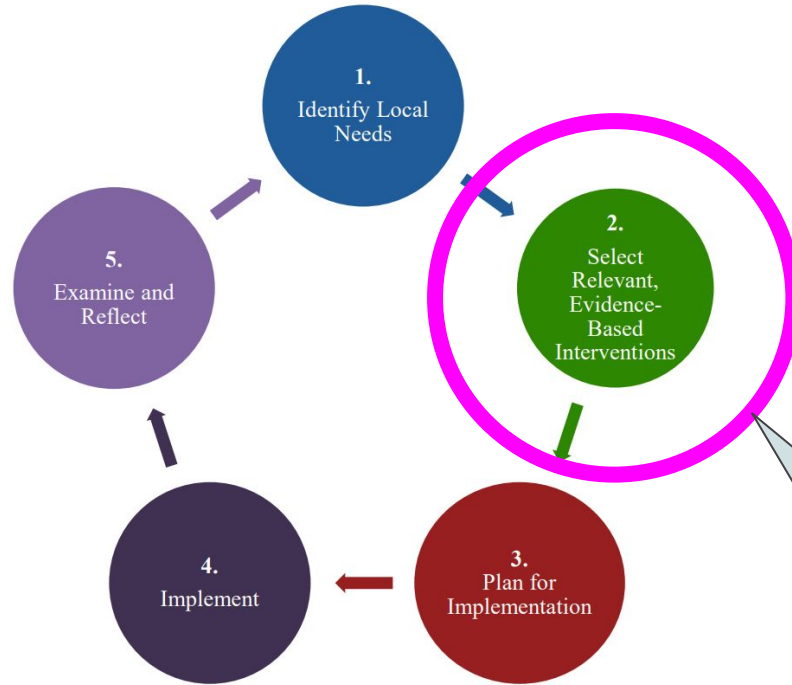 1.
Identify Local
Needs
2.
Select
Relevant,
Evidence-
Based
Interventions
3.
Plan for
Implementation
4.
Implement
5.
Examine and
Reflect